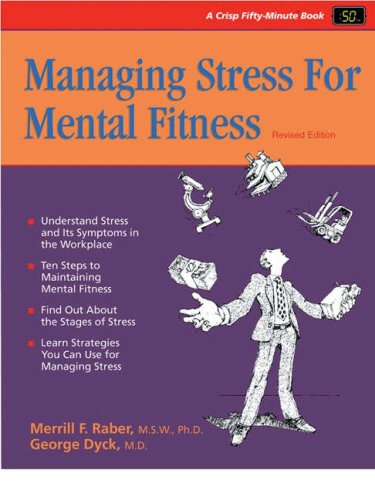 A Crisp Fifty-Minute Book
:50
Managing Stress For
Mental Fitness
Revised Edition
Understand Stress
and Its Symptoms in
the Workplace
Ten Steps to
Maintaining
Mental Fitness
Find Out About
the Stages of Stress
Learn Strategies
You Can Use for
Managing Stress
Merrill F. Raber, M.S.W., Ph.D.
George Dyck, M.D.